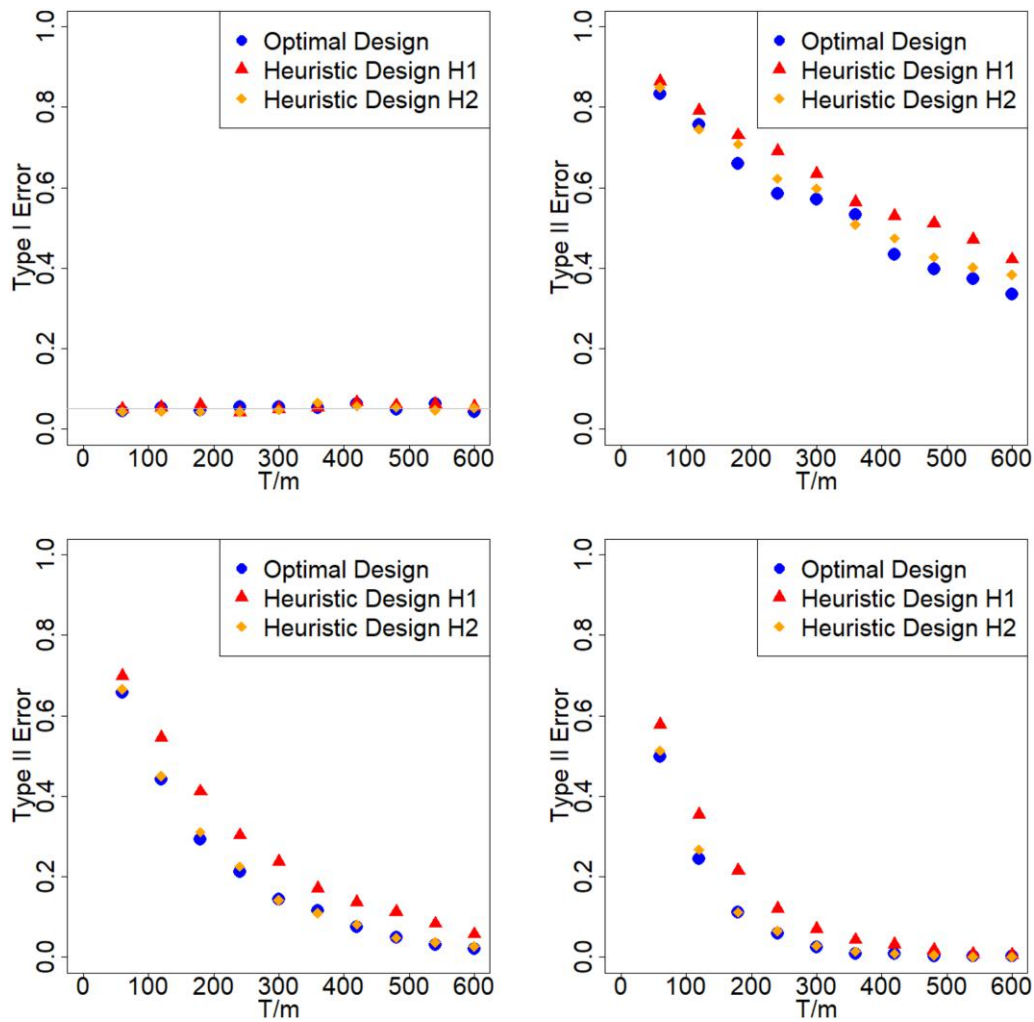 Optimal Design
Heuristic Design H1
Heuristic Design H2
Type I Error
0.0 0.2 0.4 0.6 0.8 1.0
0 100 200 300 400 500 600
T/m
Optimal Design
Heuristic Design H1
Heuristic Design H2
Type II Error
0.0 0.2 0.4 0.6 0.8 1.0
0 100 200 300 400 500 600
T/m
Optimal Design
Heuristic Design H1
Heuristic Design H2
Type II Error
0.0 0.2 0.4 0.6 0.8 1.0
0 100 200 300 400 500 600
T/m
Optimal Design
Heuristic Design H1
Heuristic Design H2
Type II Error
0.0 0.2 0.4 0.6 0.8 1.0
0 100 200 300 400 500 600
T/m